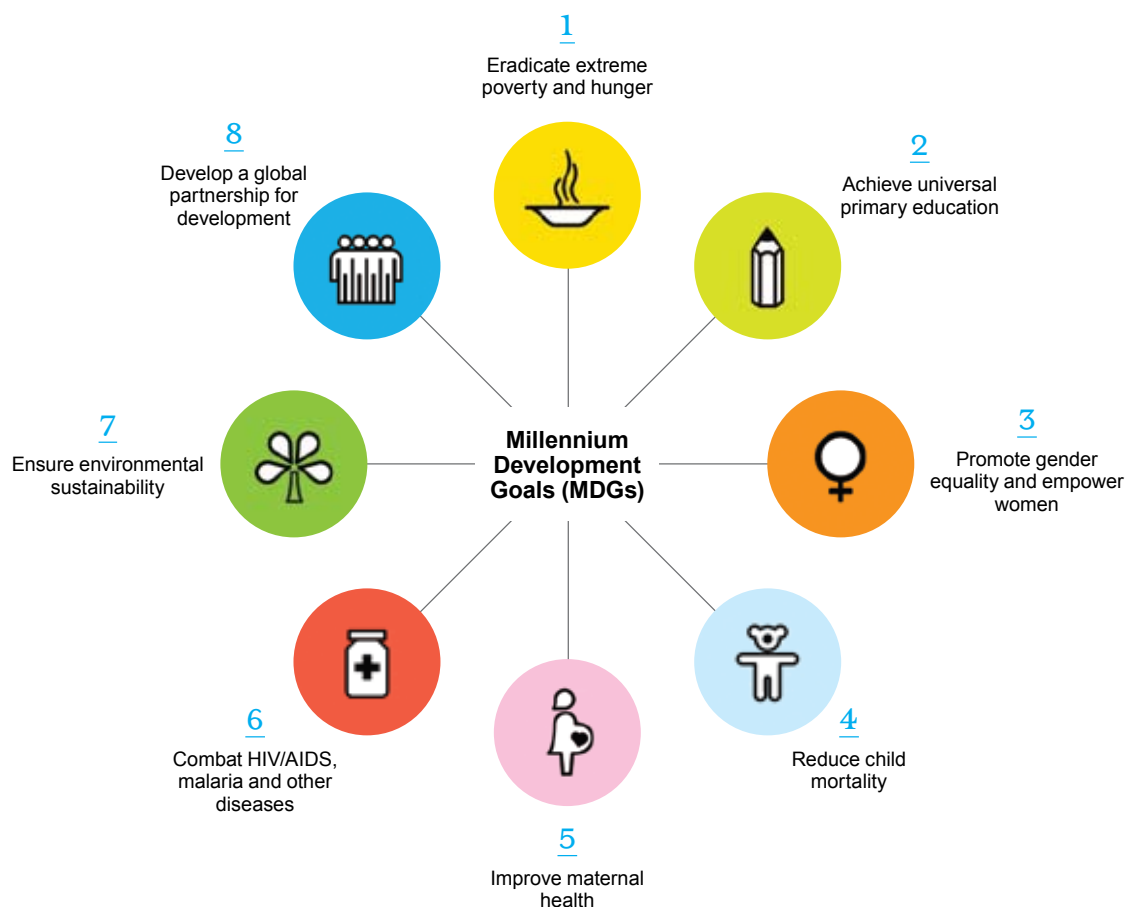 1
Eradicate extreme
poverty and hunger
2
Achieve universal
primary education
3
Promote gender
equality and empower
women
4
Reduce child
mortality
5
Improve maternal
health
6
Combat HIV/AIDS,
malaria and other
diseases
7
Ensure environmental
sustainability
8
Develop a global
partnership for
development
Millennium
Development
Goals (MDGs)